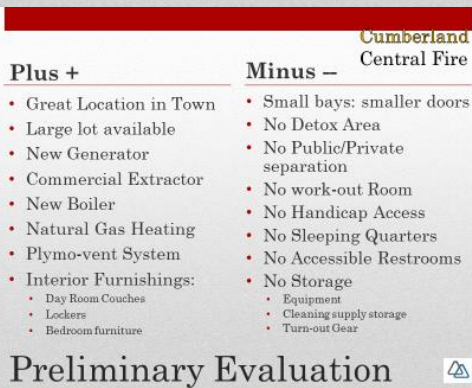 Cumberland
Central Fire
Plus +
• Great Location in Town
• Large lot available
• New Generator
• Commercial Extractor
• New Boiler
• Natural Gas Heating
• Plymo-vent System
• Interior Furnishings:
• Day Room Couches
• Lockers
• Bedroom furniture
Minus --
• Small bays: smaller doors
• No Detox Area
• No Public/Private
separation
• No work-out Room
• No Handicap Access
• No Sleeping Quarters
• No Accessible Restrooms
• No Storage
• Equipment
• Cleaning supply storage
• Turn-out Gear
Preliminary Evaluation